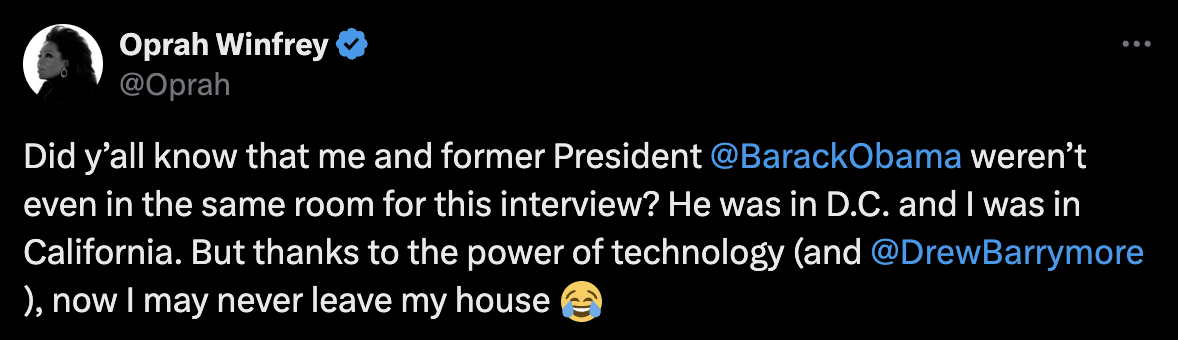 Oprah Winfrey
@Oprah
Did y’all know that me and former President @BarackObama weren’t
even in the same room for this interview? He was in D.C. and I was in
California. But thanks to the power of technology (and @DrewBarrymore
), now I may never leave my house 😂